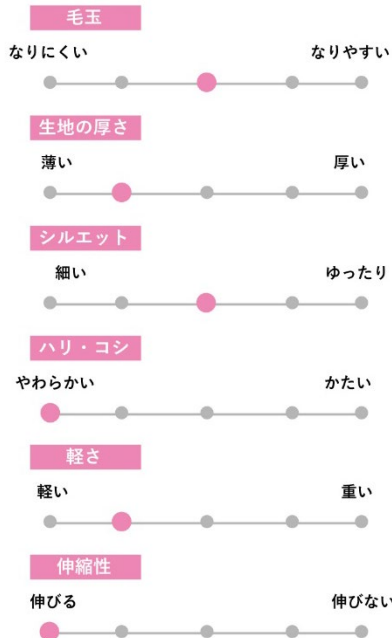 毛玉
なりにくい なりやすい
生地の厚さ
薄い 厚い
シルエット
細い ゆったり
ハリ・コシ
やわらかい かたい
軽さ
軽い 重い
伸縮性
伸びる 伸びない